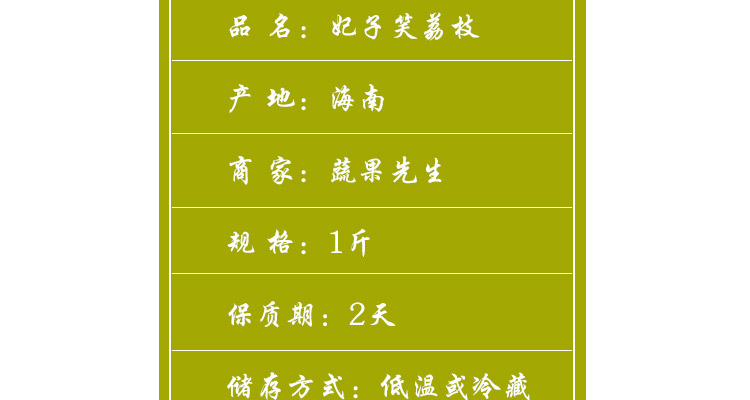 品 名：妃子笑荔枝
产 地：海南
商 家：蔬果先生
规 格：1斤
保质期：2天
储存方式：低温或冷藏